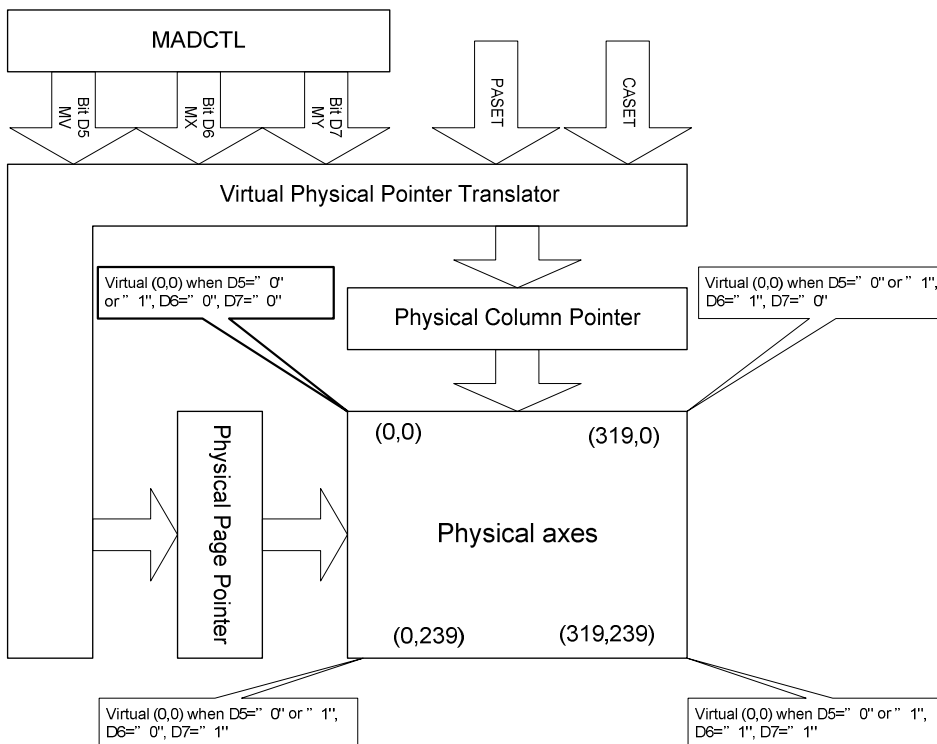 MADCTL
Bit D5
MV
Bit D6
MX
Bit D7
MY
PASET
CASET
Virtual Physical Pointer Translator
Virtual (0,0) when D5=”0"
or ”1", D6=”0", D7=”0"
Virtual (0,0) when D5=”0" or ”1",
D6=”1", D7=”0"
Physical Column Pointer
(0,0)
(319,0)
Physical Page Pointer
Physical axes
(0,239)
(319,239)
Virtual (0,0) when D5=”0" or ”1",
D6=”0", D7=”1"
Virtual (0,0) when D5=”0" or ”1",
D6=”1", D7=”1"